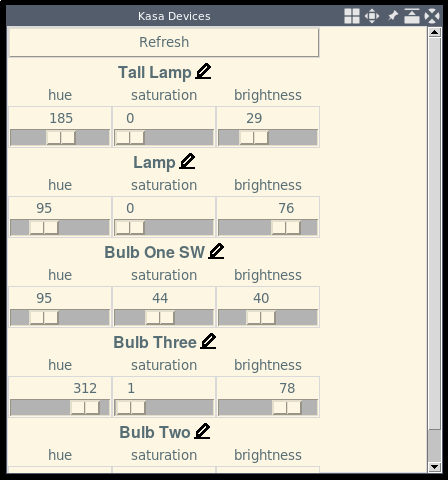 Kasa Devices
Refresh
Tall Lamp
hue saturation brightness
185 0 29
Lamp
hue saturation brightness
95 0 76
Bulb One SW
hue saturation brightness
95 44 40
Bulb Three
hue saturation brightness
312 1 78
Bulb Two
hue saturation brightness